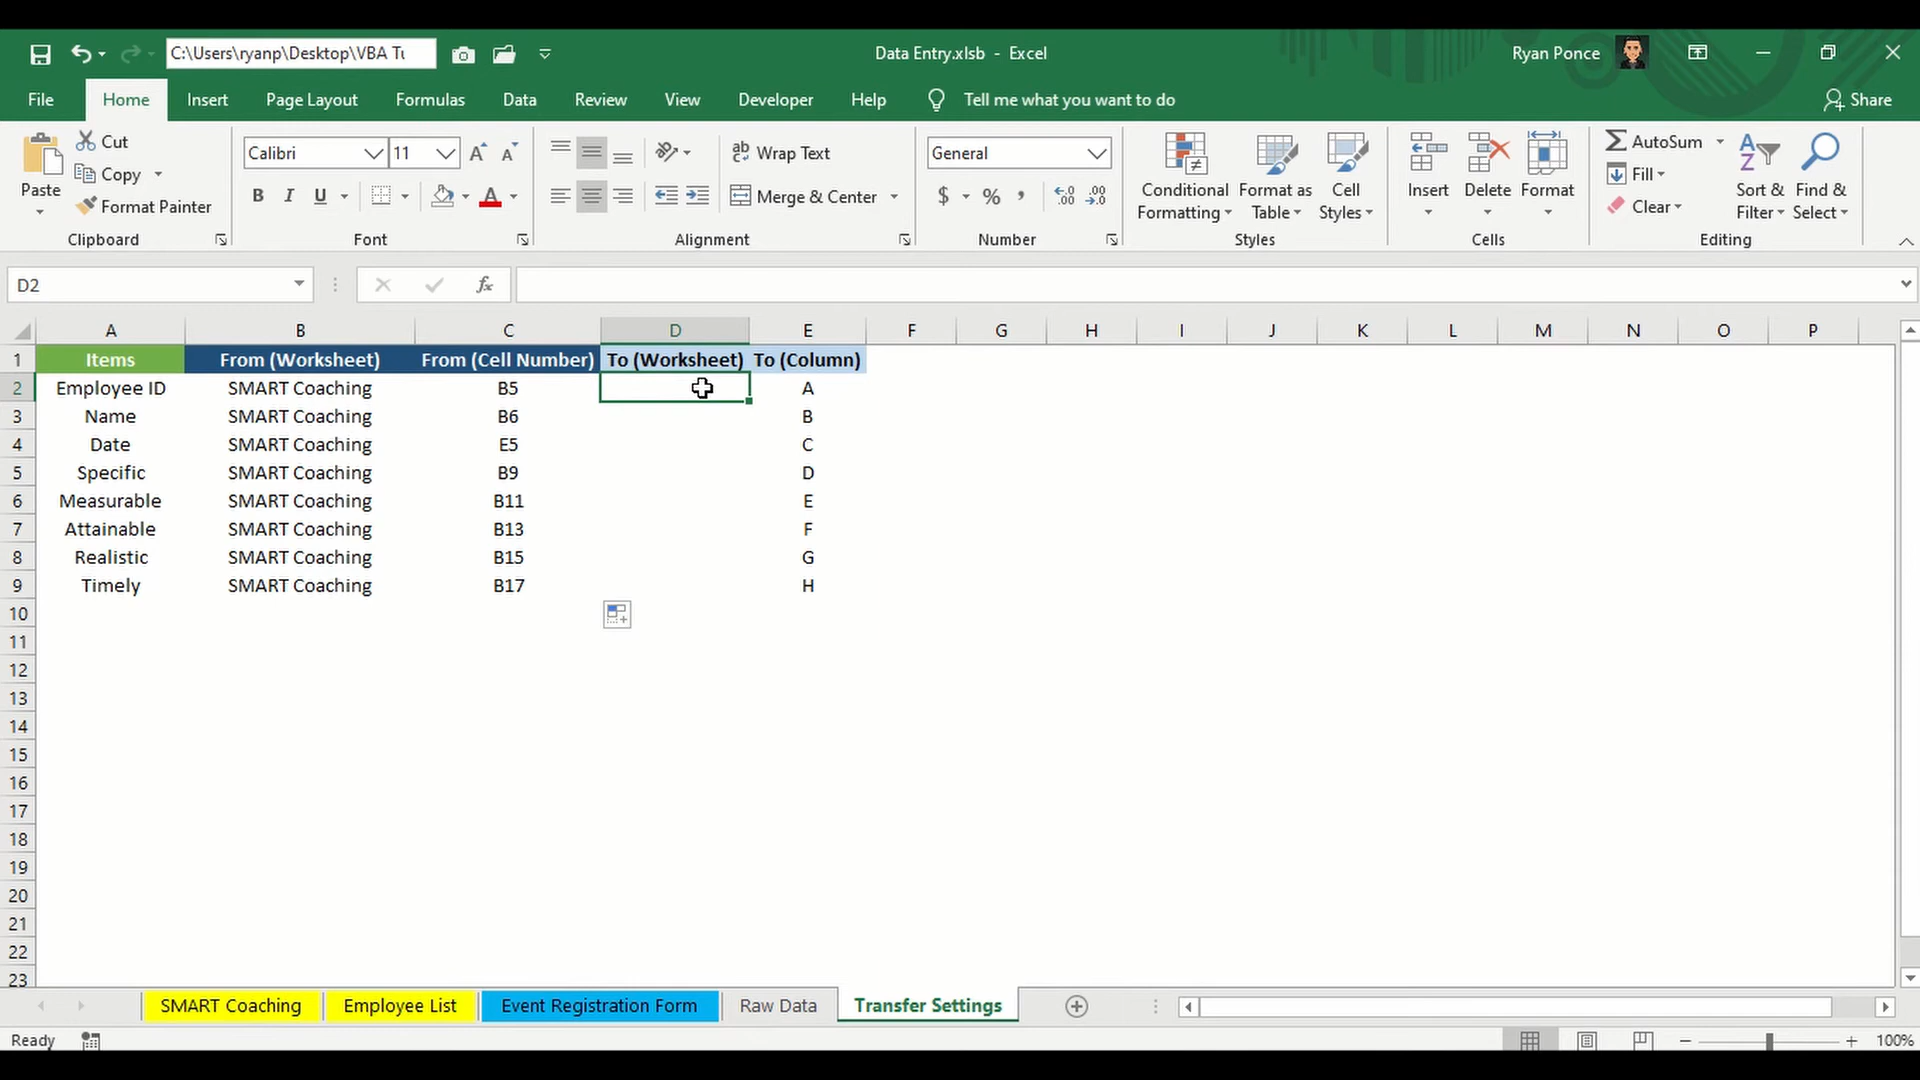 C:\Users\ryanp\Desktop\VBA Tu
Data Entry.xlsb - Excel
Ryan Ponce
File Home Insert Page Layout Formulas Data Review View Developer Help Tell me what you want to do Share
Paste
Cut
Copy
Format Painter
Clipboard
Calibri 11
B I U A
Font
ab Wrap Text
Merge & Center
Alignment
General
$ % ,
Number
Conditional Formatting
Format as Table
Cell Styles
Styles
Insert Delete Format
Cells
AutoSum
Fill
Clear
Sort & Filter
Find & Select
Editing
D2
fx
A B C D E F G H I J K L M N O P
1 Items From (Worksheet) From (Cell Number) To (Worksheet) To (Column)
2 Employee ID SMART Coaching B5 A
3 Name SMART Coaching B6 B
4 Date SMART Coaching E5 C
5 Specific SMART Coaching B9 D
6 Measurable SMART Coaching B11 E
7 Attainable SMART Coaching B13 F
8 Realistic SMART Coaching B15 G
9 Timely SMART Coaching B17 H
10
11
12
13
14
15
16
17
18
19
20
21
22
23
SMART Coaching Employee List Event Registration Form Raw Data Transfer Settings
Ready
100%